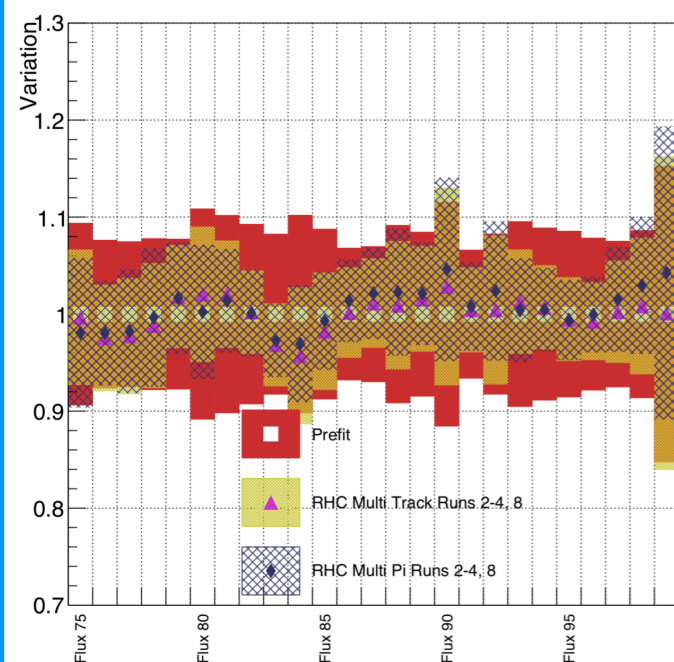 1.3
Variation
1.2
1.1
1
0.9
Prefit
0.8
RHC Multi Track Runs 2-4, 8
RHC Multi Pi Runs 2-4, 8
0.7
Flux 75
Flux 80
Flux 85
Flux 90
Flux 95